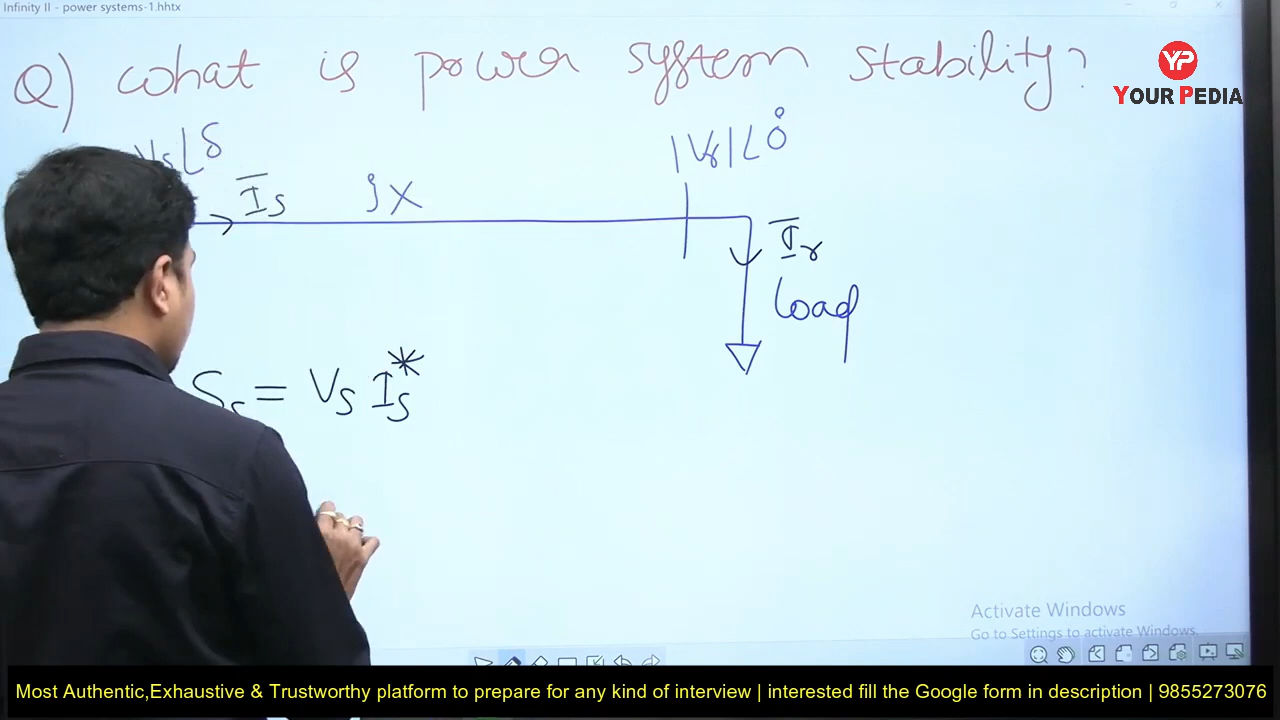 Infinity II - power systems-1.hhtx
Q) What is power system stability?
YP
YOUR PEDIA
Vs∠δ
|Vr|∠0°
Is
jX
Ir
Load
Ss = Vs Is*
Activate Windows
Go to Settings to activate Windows.
Most Authentic,Exhaustive & Trustworthy platform to prepare for any kind of interview | interested fill the Google form in description | 9855273076